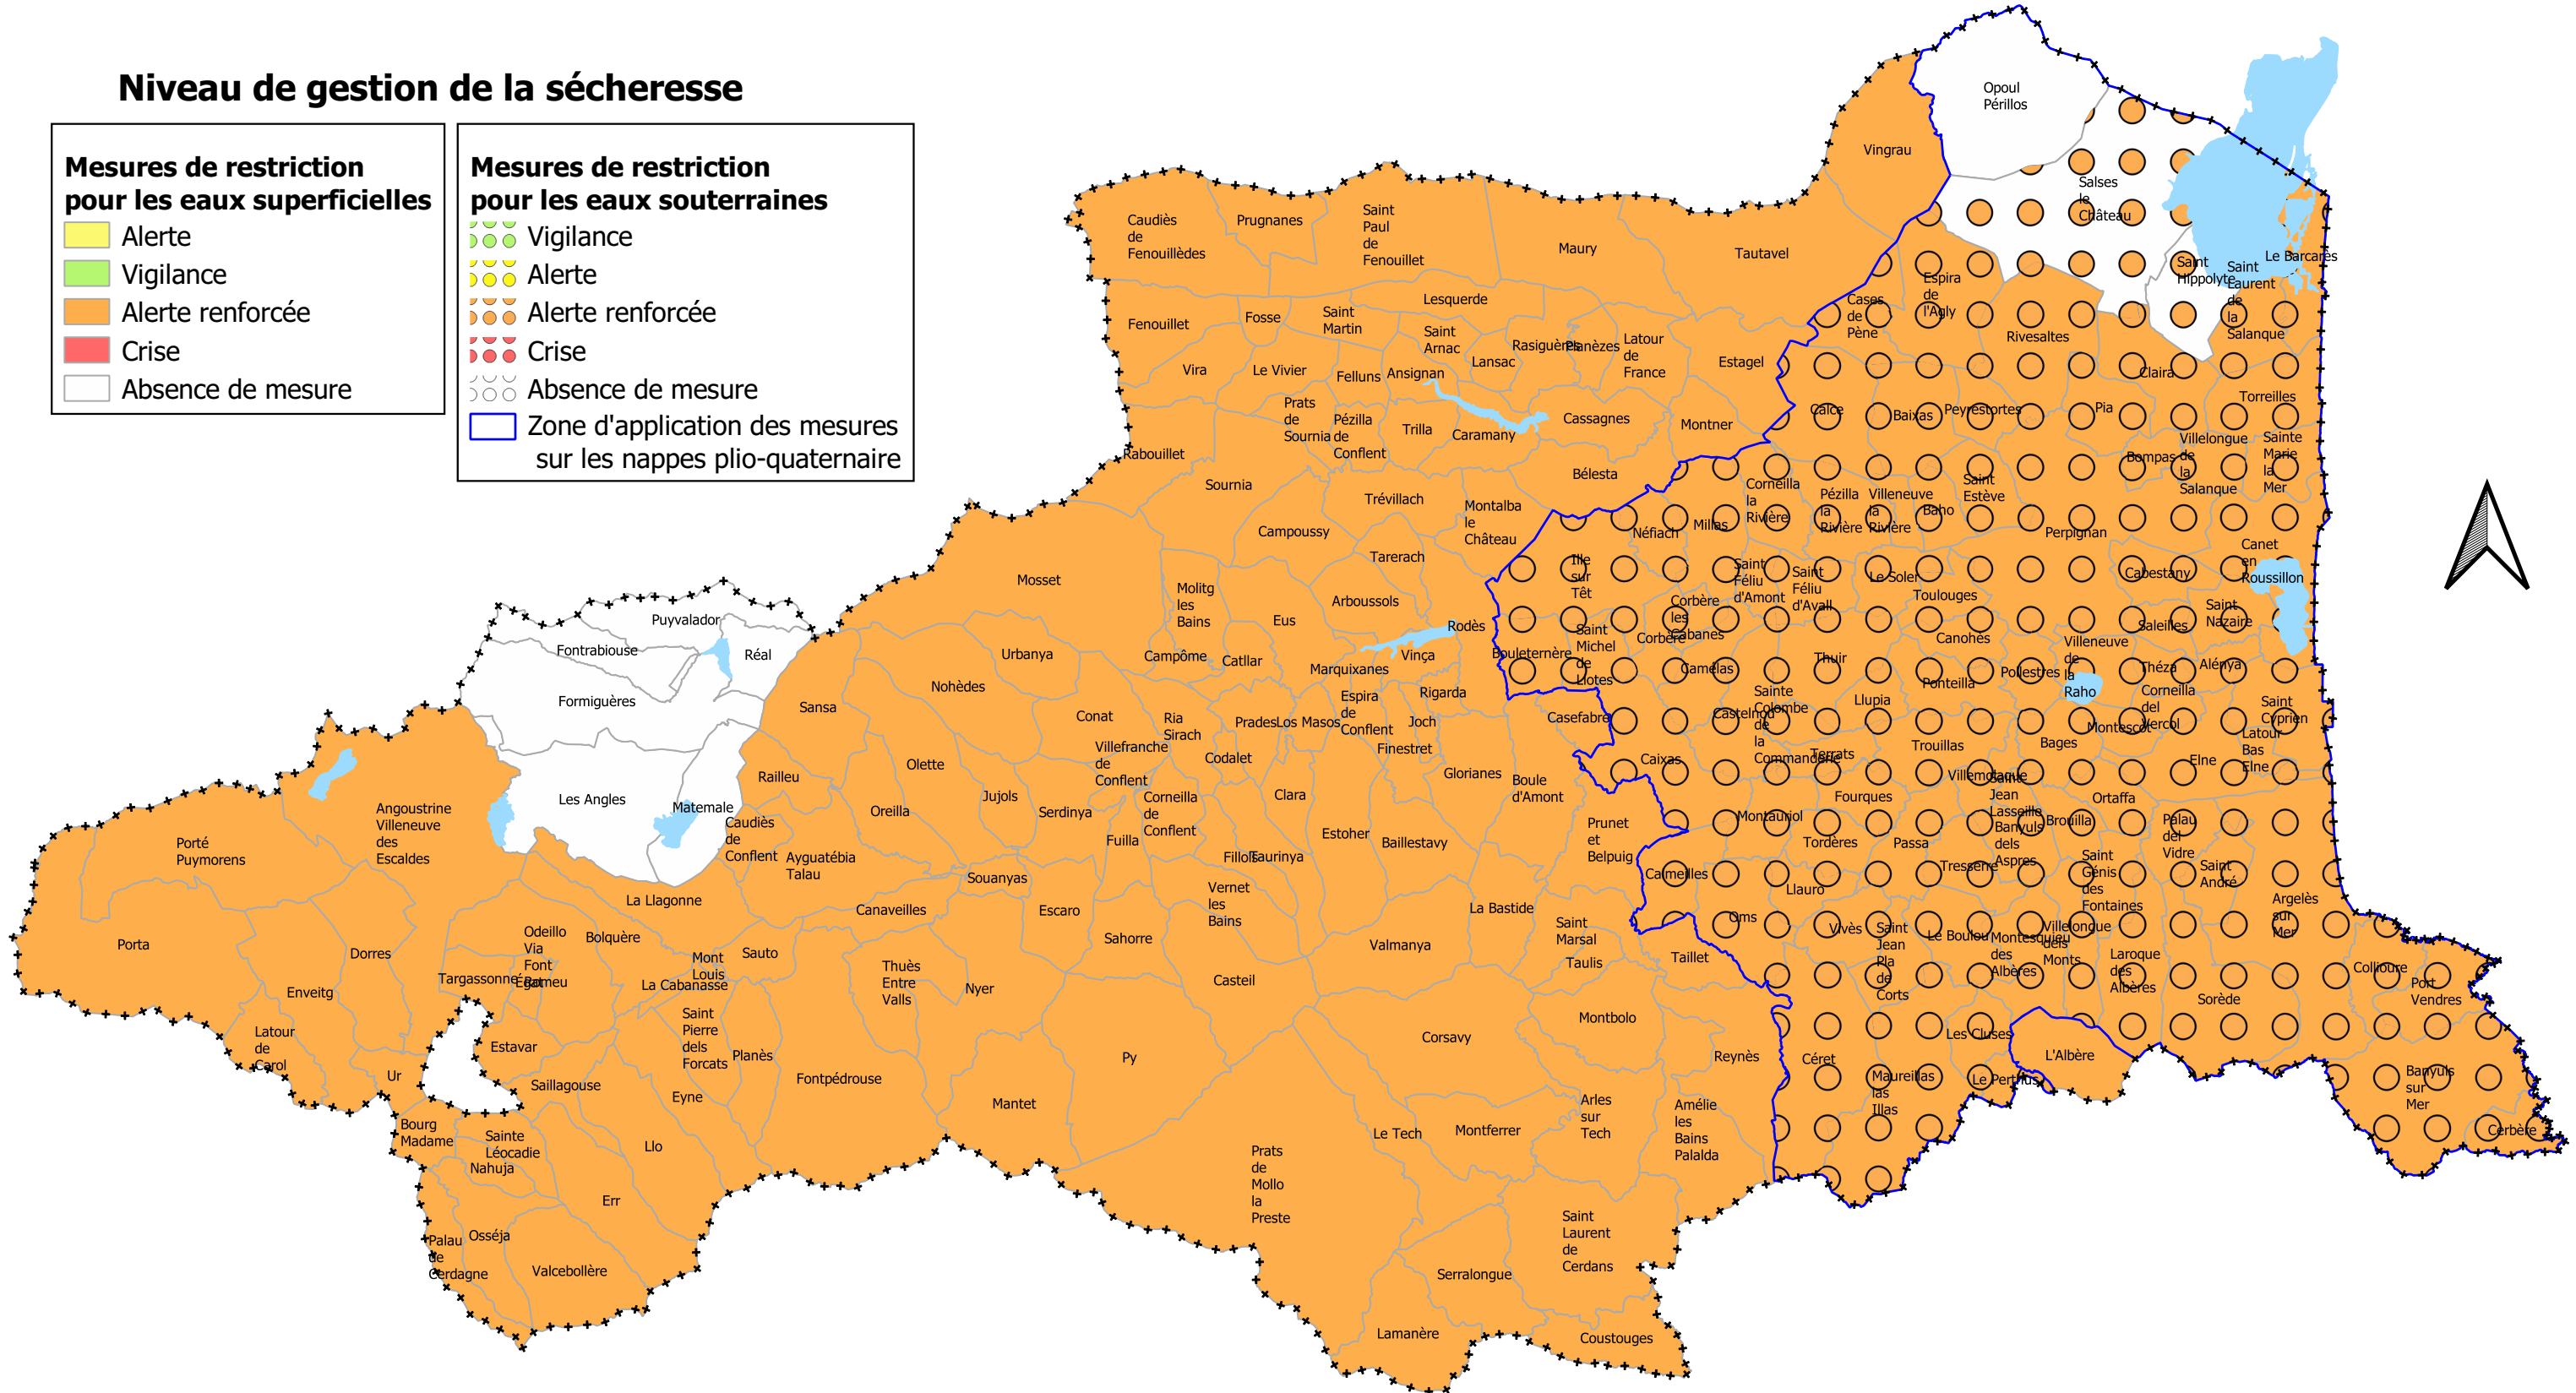 Niveau de gestion de la sécheresse
Mesures de restriction
pour les eaux superficielles
Alerte
Vigilance
Alerte renforcée
Crise
Absence de mesure
Mesures de restriction
pour les eaux souterraines
Vigilance
Alerte
Alerte renforcée
Crise
Absence de mesure
Zone d'application des mesures
sur les nappes plio-quaternaire
Opoul
Périllos
Vingrau
Salses
le
Château
Caudiès
de
Fenouillèdes
Prugnanes
Saint
Paul
de
Fenouillet
Maury
Tautavel
Le Barcarès
Saint
Hippolyte
Saint
Laurent
de
la
Salanque
Espira
de
l'Agly
Cases
de
Pène
Rivesaltes
Lesquerde
Fenouillet
Fosse
Saint
Martin
Saint
Arnac
Rasiguères
Planèzes
Latour
de
France
Estagel
Lansac
Vira
Le Vivier
Felluns
Ansignan
Claira
Torreilles
Prats
de
Sournia
Pézilla
de
Conflent
Trilla
Caramany
Cassagnes
Montner
Calce
Baixas
Peyrestortes
Pia
Rabouillet
Sournia
Bélesta
Villelongue
de
la
Salanque
Sainte
Marie
la
Mer
Bompas
Trévillach
Montalba
le
Château
Campoussy
Corneilla
la
Rivière
Pézilla
la
Rivière
Villeneuve
la
Rivière
Saint
Estève
Baho
Néfiach
Millas
Perpignan
Tarerach
Mosset
Molitg
les
Bains
Eus
Arboussols
Ille
sur
Têt
Saint
Féliu
d'Amont
Saint
Féliu
d'Avall
Le Soler
Toulouges
Cabestany
Canet
en
Roussillon
Saint
Nazaire
Puyvalador
Fontrabiouse
Réal
Formiguères
Les Angles
Matemale
Urbanya
Nohèdes
Sansa
Campôme
Catllar
Marquixanes
Vinça
Rodès
Bouleternère
Saint
Michel
de
Llotes
Corbère
Corbère
les
Cabanes
Camélas
Thuir
Canohès
Saleilles
Villeneuve
de
la
Raho
Théza
Alénya
Pollestres
Ponteilla
Corneilla
del
Vercol
Saint
Cyprien
Conat
Ria
Sirach
Prades
Los Masos
Espira
de
Conflent
Rigarda
Joch
Finestret
Casefabre
Castelnou
Sainte
Colombe
de
la
Commanderie
Llupia
Terrats
Trouillas
Bages
Montescot
Elne
Latour
Bas
Elne
Villefranche
de
Conflent
Codalet
Olette
Railleu
Oreilla
Jujols
Serdinya
Corneilla
de
Conflent
Clara
Glorianes
Boule
d'Amont
Caixas
Villemolaque
Saint
Jean
Lasseille
Fourques
Ortaffa
Angoustrine
Villeneuve
des
Escaldes
Porté
Puymorens
Caudiès
de
Conflent
Ayguatébia
Talau
Fuilla
Fillols
Taurinya
Estoher
Baillestavy
Prunet
et
Belpuig
Montauriol
Tordères
Passa
Banyuls
dels
Aspres
Brouilla
Palau
del
Vidre
Tresserre
Saint
Génis
des
Fontaines
Saint
André
Argelès
sur
Mer
Souanyas
La Llagonne
Canaveilles
Escaro
Vernet
les
Bains
La Bastide
Calmeilles
Llauro
Oms
Porta
Dorres
Odeillo
Via
Font
Romeu
Bolquère
Mont
Louis
Sauto
La Cabanasse
Sahorre
Valmanya
Saint
Marsal
Taulis
Taillet
Vivès
Saint
Jean
Pla
de
Corts
Le Boulou
Montesquieu
des
Albères
Villelongue
dels
Monts
Laroque
des
Albères
Sorède
Collioure
Port
Vendres
Targassonne
Égat
Enveitg
Thuès
Entre
Valls
Nyer
Casteil
Latour
de
Carol
Estavar
Saint
Pierre
dels
Forcats
Planès
Fontpédrouse
Py
Corsavy
Montbolo
Reynès
Céret
Les Cluses
L'Albère
Le Perthus
Maureillas
las
Illas
Banyuls
sur
Mer
Cerbère
Ur
Saillagouse
Eyne
Mantet
Bourg
Madame
Sainte
Léocadie
Nahuja
Llo
Err
Osséja
Palau
de
Cerdagne
Valcebollère
Prats
de
Mollo
la
Preste
Le Tech
Montferrer
Arles
sur
Tech
Amélie
les
Bains
Palalda
Saint
Laurent
de
Cerdans
Serralongue
Lamanère
Coustouges